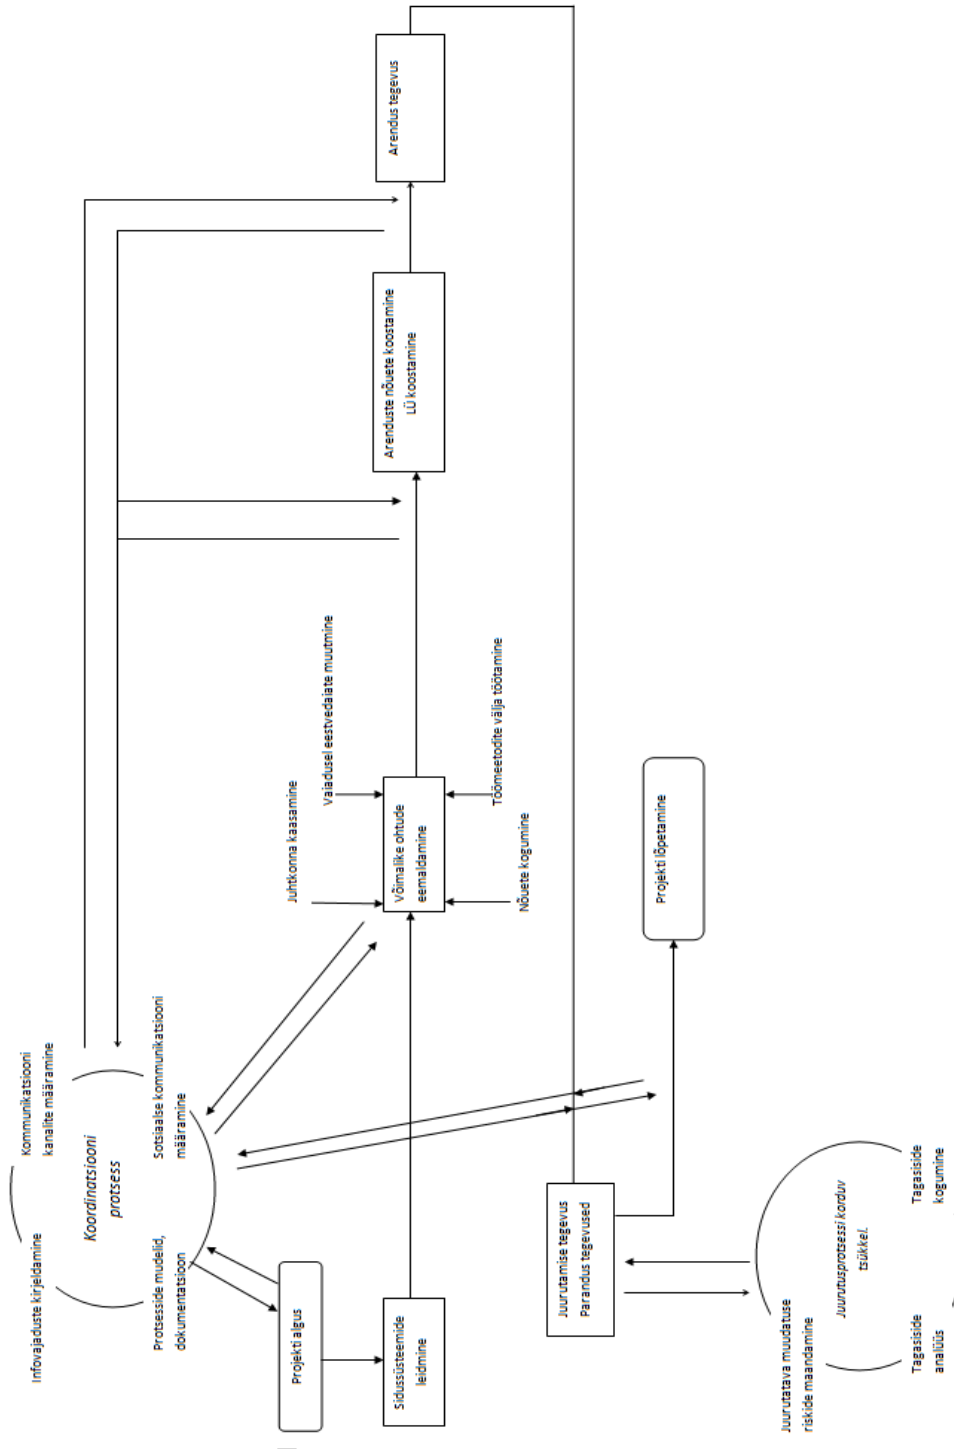 Infovajaduste kirjeldamine
Kommunikatsiooni
kanalite määramine
Koordinatsiooni
protsess
Protsesside mudelid,
dokumentatsioon
Sotsiaalse kommunikatsiooni
määramine
Projekti algus
Sidussüsteemide
leidmine
Juhtkonna kaasamine
Vajadusel eestvedajate muutmine
Võimalike ohtude
eemaldamine
Nõuete kogumine
Töömeetodite välja töötamine
Arenduste nõuete koostamine
LÜ koostamine
Arendus tegevus
Juurutamise tegevus
Parandus tegevused
Projekti lõpetamine
Juurutatava muudatuse
riskide maandamine
Juurutusprotsessi korduv
tsükkel.
Tagasiside
analüüs
Tagasiside
kogumine